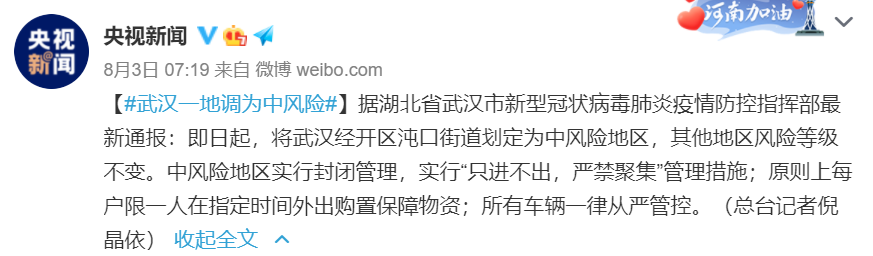 央视新闻
央视新闻
河南加油
8月3日 07:19 来自 微博 weibo.com
【#武汉一地调为中风险#】据湖北省武汉市新型冠状病毒肺炎疫情防控指挥部最
新通报：即日起，将武汉经开区沌口街道划定为中风险地区，其他地区风险等级
不变。中风险地区实行封闭管理，实行“只进不出，严禁聚集”管理措施；原则上每
户限一人在指定时间外出购置保障物资；所有车辆一律从严管控。（总台记者倪
晶依） 收起全文